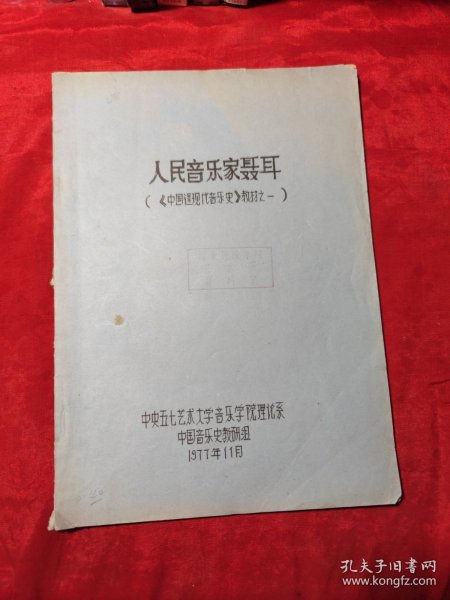 人民音乐家聂耳
(《中国近现代音乐史》教材之一)
中央五七艺术大学音乐学院理论系
中国音乐史教研组
1977年11月
孔夫子旧书网
www.kongfz.com